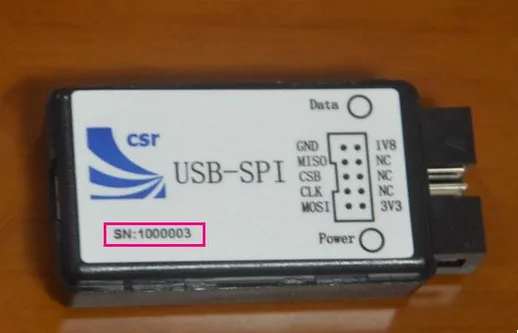 Data
csr
USB-SPI
GND 1V8
MISO NC
CSB NC
CLK NC
MOSI 3V3
SN:1000003
Power